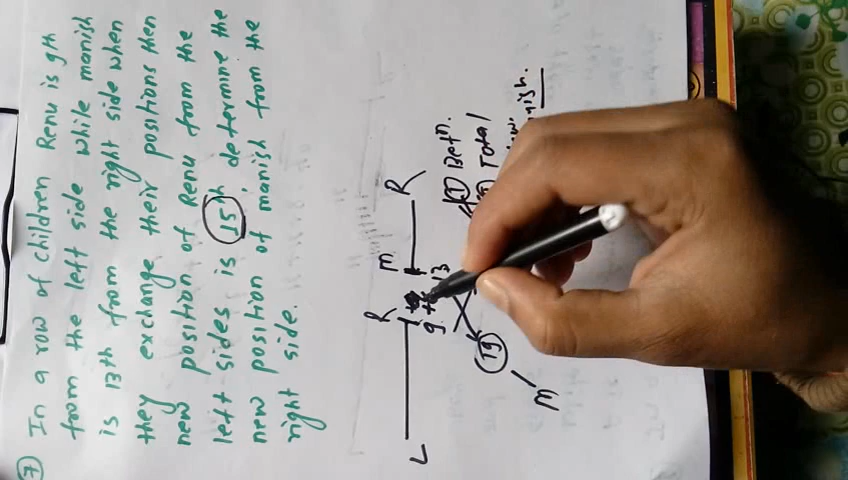 (7) In a row of children Renu is 9th
from the left side while manish
is 13th from the right side when
they exchange their positions then
new position of Renu from the
left sides is 15th determine the
new position of manish from the
right side.
L R M R
9 13
19
M
(1) Betn.
Total